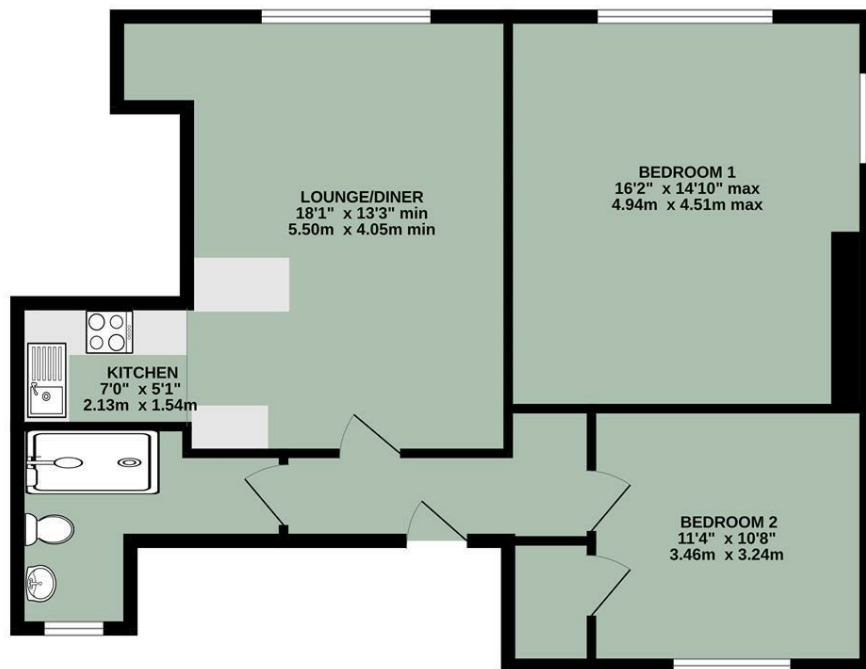 LOUNGE/DINER
18'1" x 13'3" min
5.50m x 4.05m min
BEDROOM 1
16'2" x 14'10" max
4.94m x 4.51m max
KITCHEN
7'0" x 5'1"
2.13m x 1.54m
BEDROOM 2
11'4" x 10'8"
3.46m x 3.24m